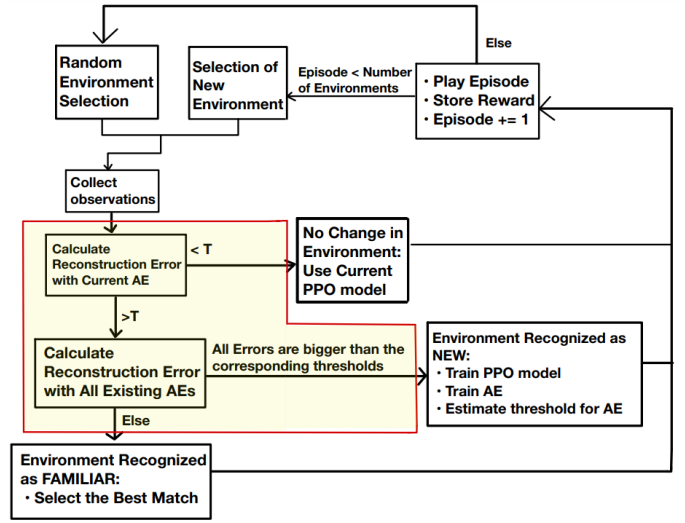 Else
Random
Environment
Selection
Selection of
New
Environment
Episode < Number
of Environments
· Play Episode
· Store Reward
· Episode += 1
Collect
observations
Calculate
Reconstruction Error
with Current AE
< T
No Change in
Environment:
Use Current
PPO model
>T
Calculate
Reconstruction Error
with All Existing AEs
All Errors are bigger than the
corresponding thresholds
Environment Recognized as
NEW:
· Train PPO model
· Train AE
· Estimate threshold for AE
Else
Environment Recognized
as FAMILIAR:
· Select the Best Match